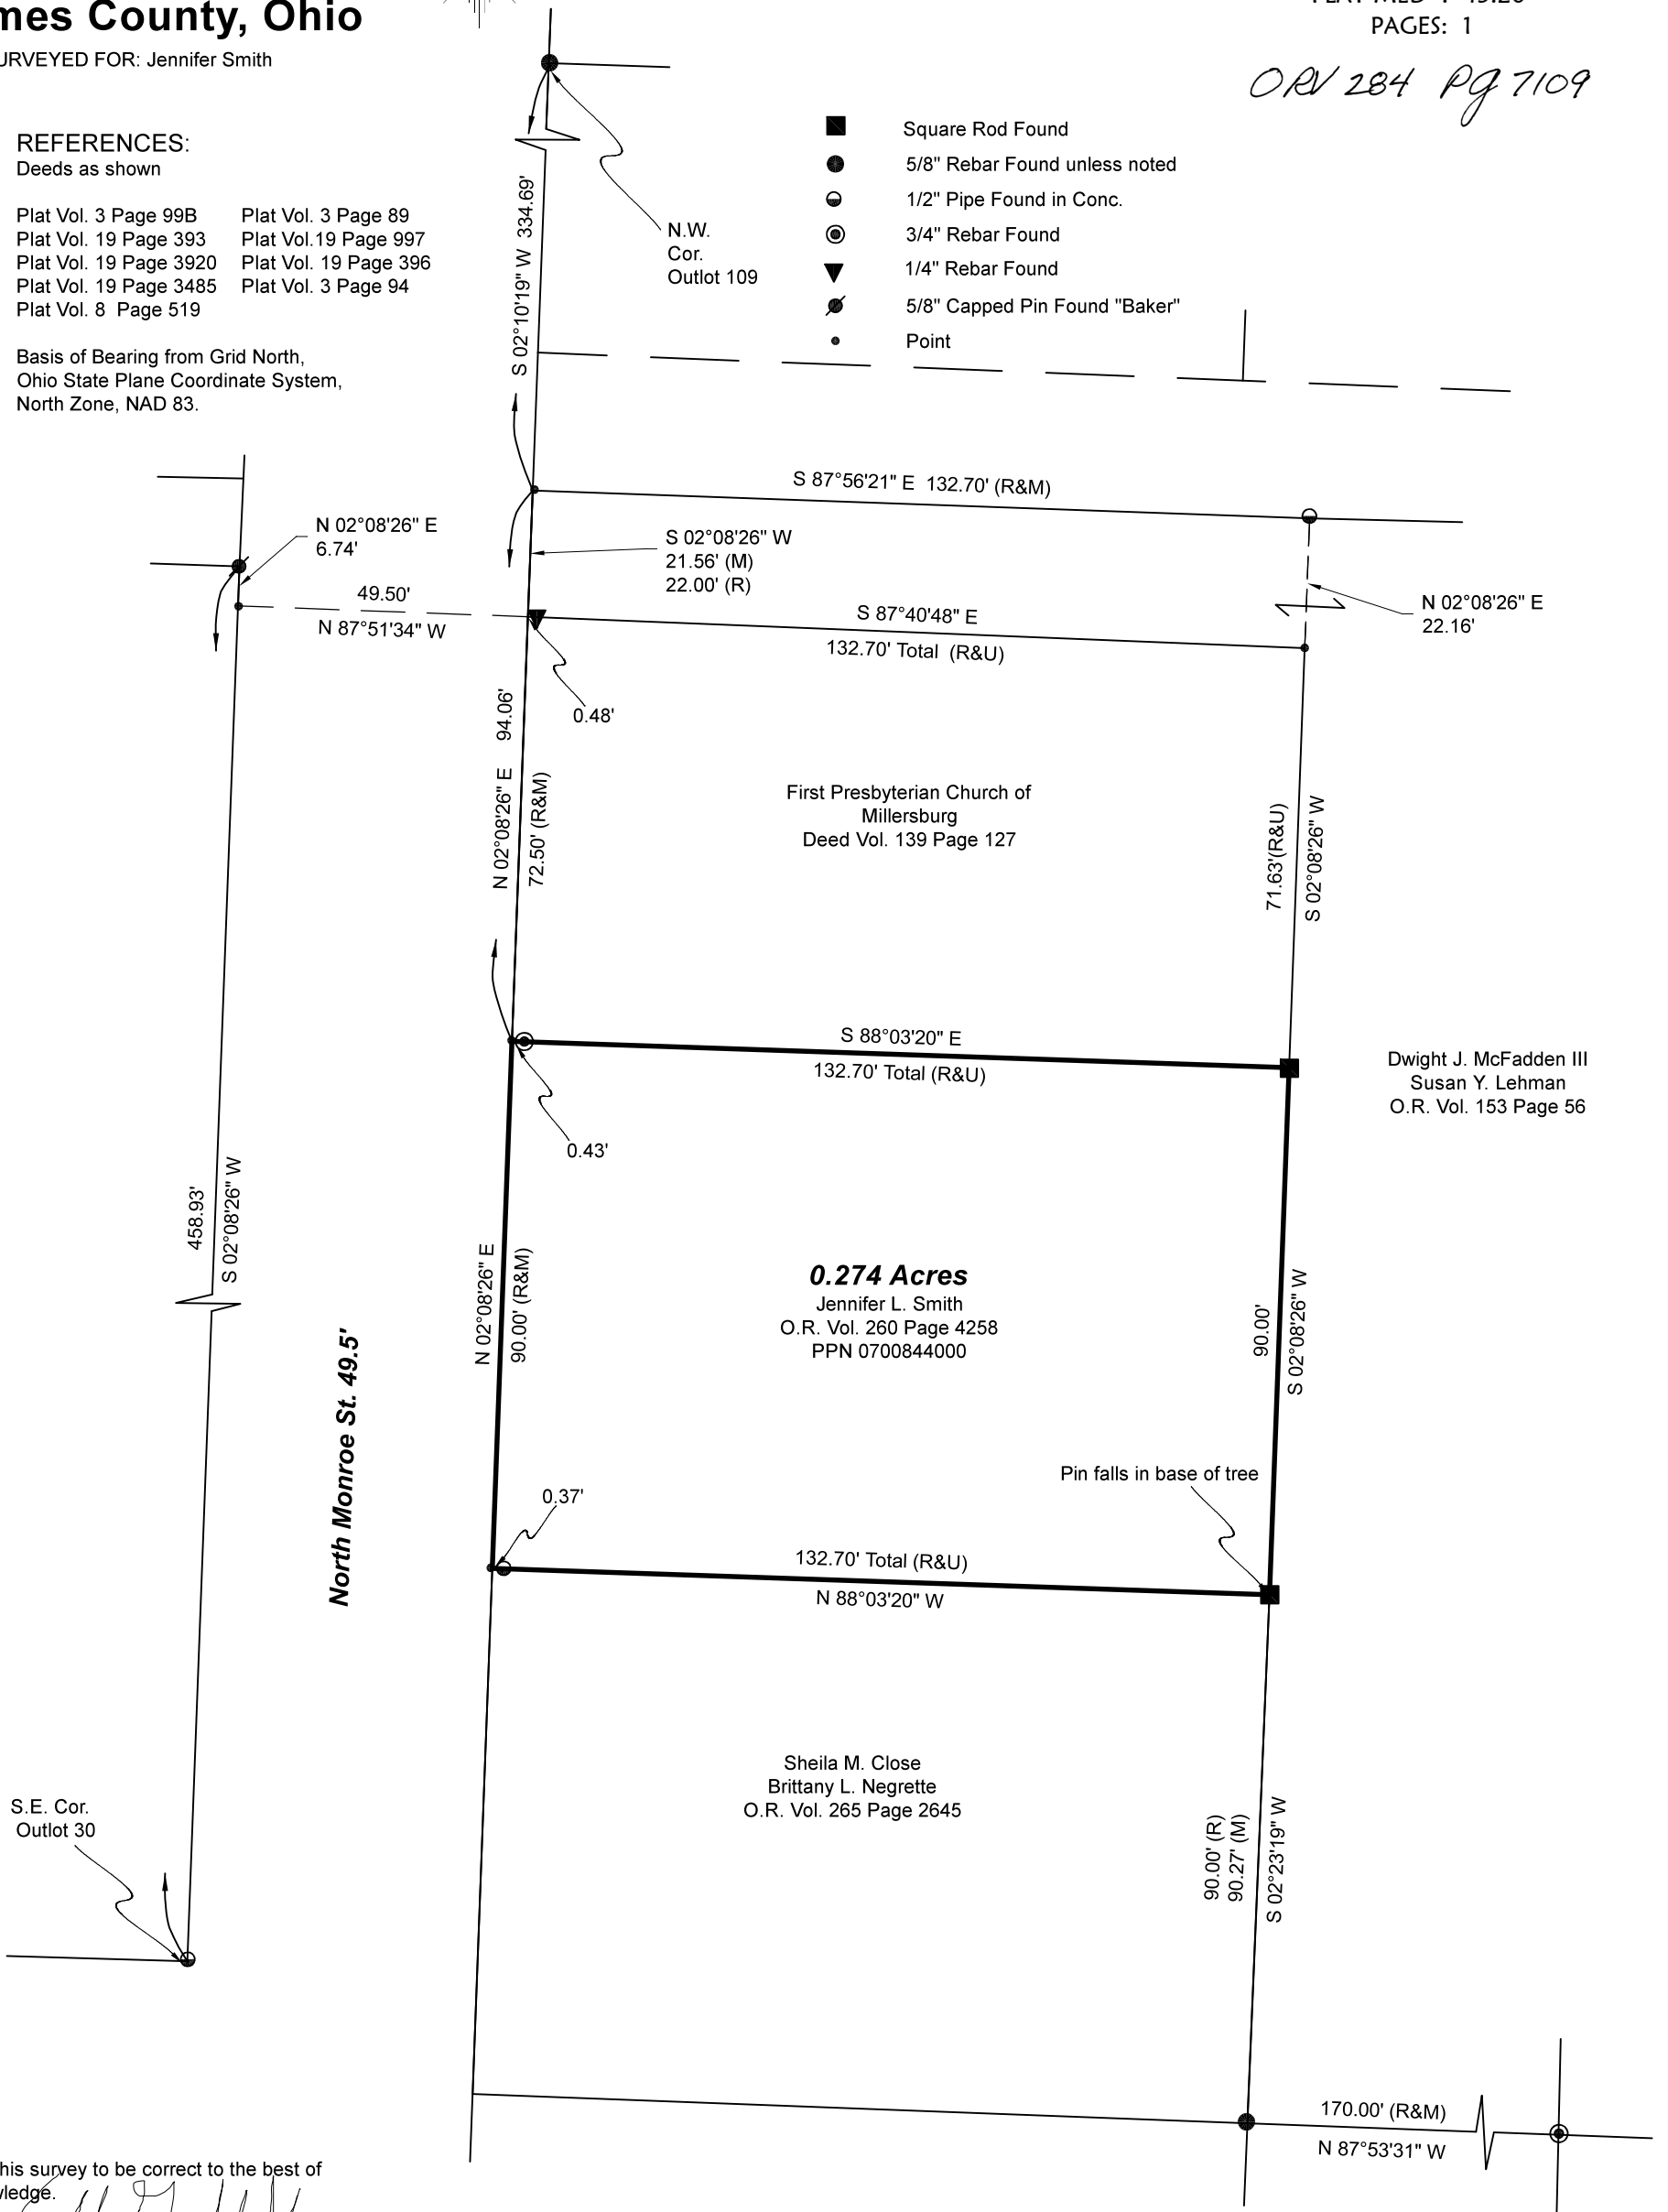 County, Ohio
FOR: Jennifer Smith
PAGES: 1
ORV 284 Pg 7109
REFERENCES:
Deeds as shown
Plat Vol. 3 Page 99B
Plat Vol. 3 Page 89
Plat Vol. 19 Page 393
Plat Vol.19 Page 997
Plat Vol. 19 Page 3920
Plat Vol. 19 Page 396
Plat Vol. 19 Page 3485
Plat Vol. 3 Page 94
Plat Vol. 8 Page 519
Basis of Bearing from Grid North,
Ohio State Plane Coordinate System,
North Zone, NAD 83.
Square Rod Found
5/8" Rebar Found unless noted
1/2" Pipe Found in Conc.
3/4" Rebar Found
1/4" Rebar Found
5/8" Capped Pin Found "Baker"
Point
N.W.
Cor.
Outlot 109
S 02°10'19" W 334.69'
S 87°56'21" E 132.70' (R&M)
N 02°08'26" E
6.74'
S 02°08'26" W
21.56' (M)
22.00' (R)
49.50'
N 87°51'34" W
S 87°40'48" E
132.70' Total (R&U)
N 02°08'26" E
22.16'
0.48'
N 02°08'26" E 94.06'
72.50' (R&M)
First Presbyterian Church of
Millersburg
Deed Vol. 139 Page 127
71.63'(R&U)
S 02°08'26" W
S 88°03'20" E
132.70' Total (R&U)
0.43'
Dwight J. McFadden III
Susan Y. Lehman
O.R. Vol. 153 Page 56
458.93'
S 02°08'26" W
N 02°08'26" E
90.00' (R&M)
0.274 Acres
Jennifer L. Smith
O.R. Vol. 260 Page 4258
PPN 0700844000
90.00'
S 02°08'26" W
North Monroe St. 49.5'
Pin falls in base of tree
0.37'
132.70' Total (R&U)
N 88°03'20" W
Sheila M. Close
Brittany L. Negrette
O.R. Vol. 265 Page 2645
90.00' (R)
90.27' (M)
S 02°23'19" W
S.E. Cor.
Outlot 30
170.00' (R&M)
N 87°53'31" W
this survey to be correct to the best of